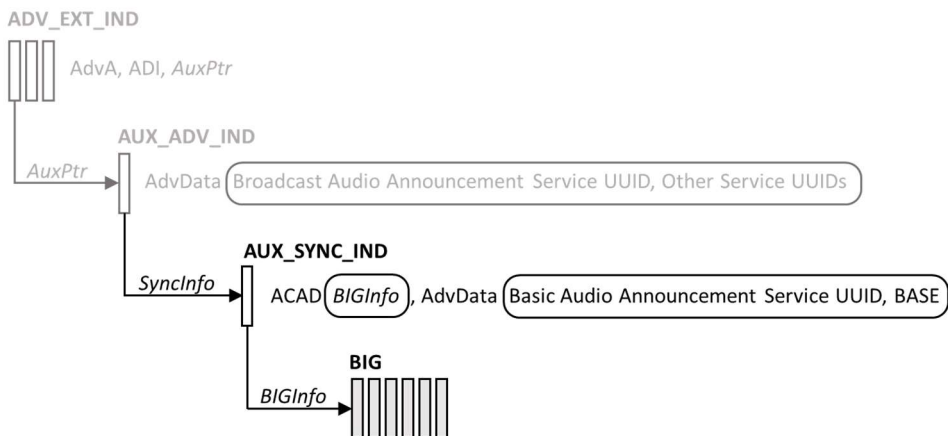 ADV_EXT_IND
AdvA, ADI, AuxPtr
AUX_ADV_IND
AuxPtr
AdvData Broadcast Audio Announcement Service UUID, Other Service UUIDs
AUX_SYNC_IND
SyncInfo
ACAD BIGInfo, AdvData Basic Audio Announcement Service UUID, BASE
BIG
BIGInfo